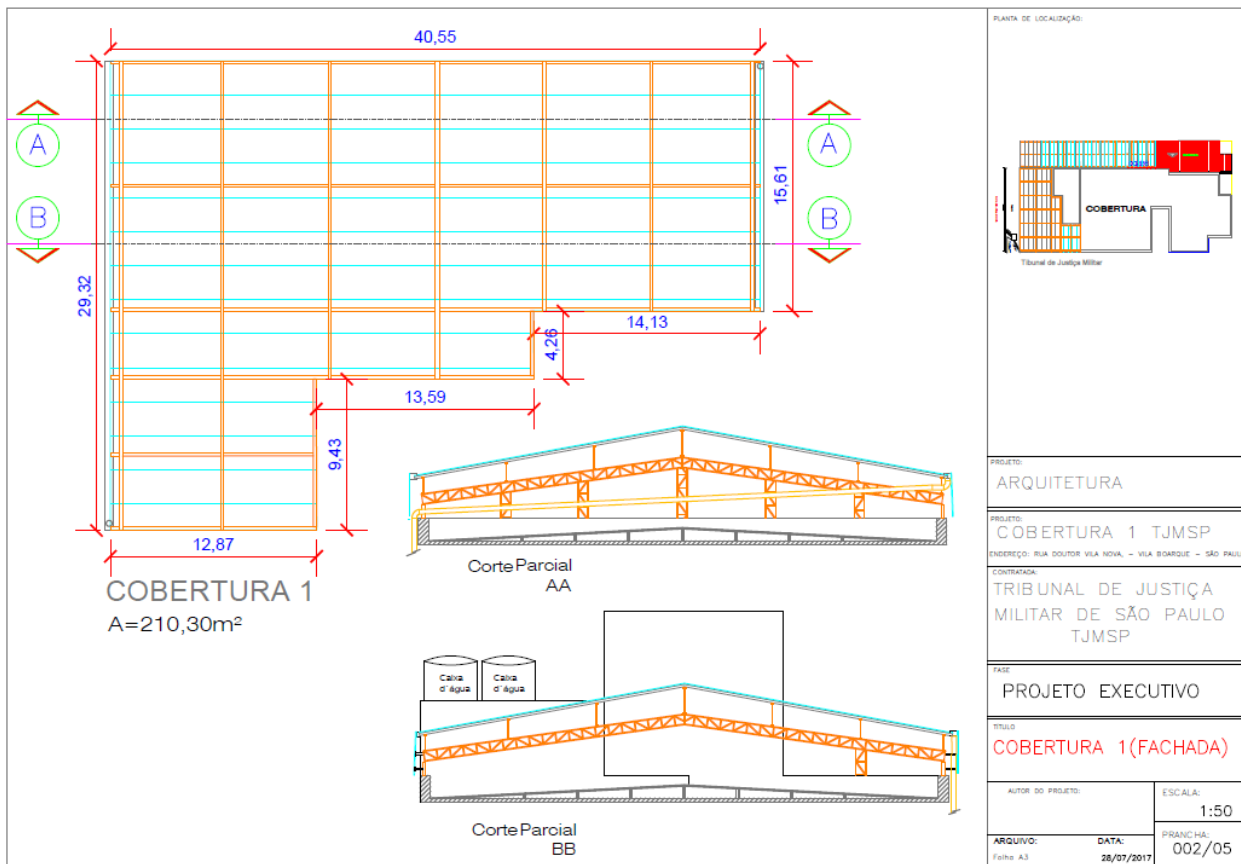 40,55
A
A
B
B
29,32
15,61
14,13
4,26
13,59
9,43
12,87
COBERTURA 1
A=210,30m²
Corte Parcial
AA
Caixa
d´água
Caixa
d´água
Corte Parcial
BB
PLANTA DE LOCALIZAÇÃO:
COBERTURA
Tibunal de Justiça Militar
PROJETO:
ARQUITETURA
PROJETO:
COBERTURA 1 TJMSP
ENDEREÇO: RUA DOUTOR VILA NOVA, - VILA BOARQUE - SÃO PAUL
CONTRATADA:
TRIBUNAL DE JUSTIÇA
MILITAR DE SÃO PAULO
TJMSP
FASE
PROJETO EXECUTIVO
TÍTULO
COBERTURA 1(FACHADA)
AUTOR DO PROJETO:
ESCALA:
1:50
ARQUIVO:
Folha A3
DATA:
28/07/2017
PRANCHA:
002/05